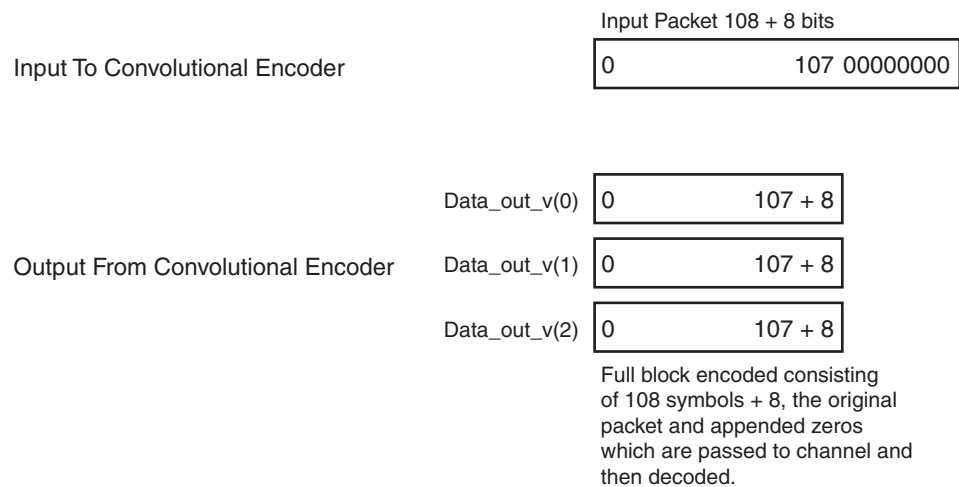 Input Packet 108 + 8 bits
Input To Convolutional Encoder
0 107 00000000
Data_out_v(0) 0 107 + 8
Output From Convolutional Encoder
Data_out_v(1) 0 107 + 8
Data_out_v(2) 0 107 + 8
Full block encoded consisting
of 108 symbols + 8, the original
packet and appended zeros
which are passed to channel and
then decoded.